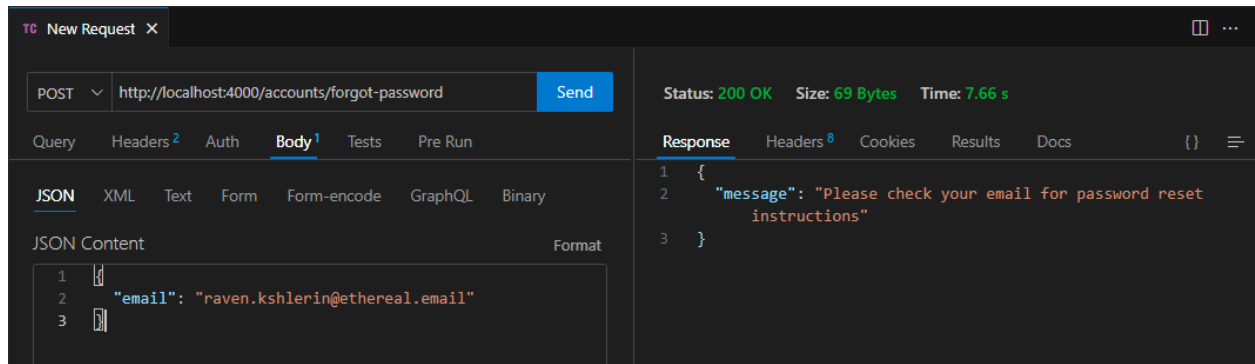 TC New Request
POST http://localhost:4000/accounts/forgot-password Send
Query Headers 2 Auth Body 1 Tests Pre Run
JSON XML Text Form Form-encode GraphQL Binary
JSON Content Format
1 {
2 "email": "raven.kshlerin@ethereal.email"
3 }
Status: 200 OK Size: 69 Bytes Time: 7.66 s
Response Headers 8 Cookies Results Docs {}
1 {
2 "message": "Please check your email for password reset
instructions"
3 }